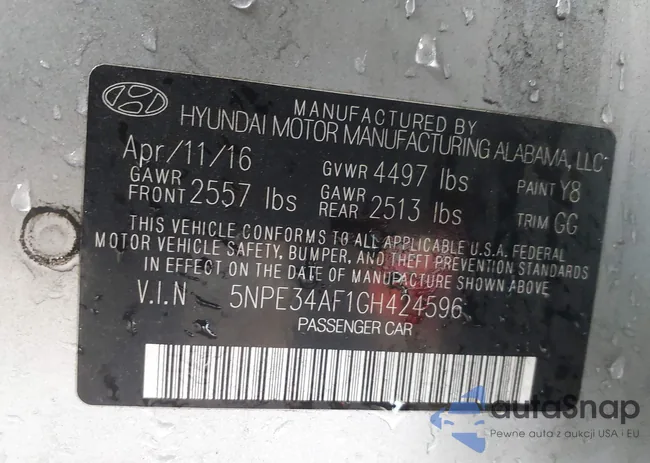 MANUFACTURED BY
HYUNDAI MOTOR MANUFACTURING ALABAMA, LLC
Apr/11/16 GVWR 4497 lbs PAINT Y8
GAWR FRONT 2557 lbs GAWR REAR 2513 lbs TRIM GG
THIS VEHICLE CONFORMS TO ALL APPLICABLE U.S.A. FEDERAL
MOTOR VEHICLE SAFETY, BUMPER, AND THEFT PREVENTION STANDARDS
IN EFFECT ON THE DATE OF MANUFACTURE SHOWN ABOVE.
V.I.N 5NPE34AF1GH424596
PASSENGER CAR
autoSnap
Pewne auta z aukcji USA i EU